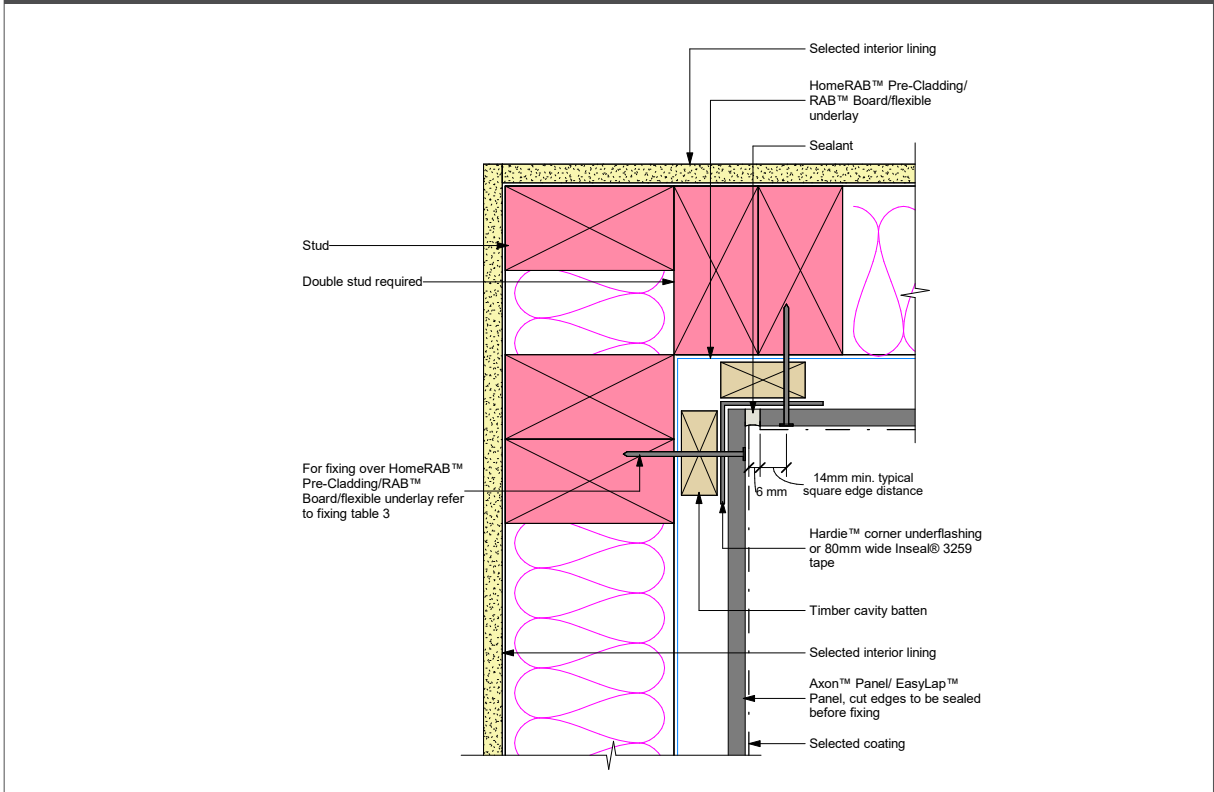 Selected interior lining
HomeRAB™ Pre-Cladding/
RAB™ Board/flexible
underlay
Sealant
Stud
Double stud required
For fixing over HomeRAB™
Pre-Cladding/RAB™
Board/flexible underlay refer
to fixing table 3
14mm min. typical
square edge distance
6 mm
Hardie™ corner underflashing
or 80mm wide Inseal® 3259
tape
Timber cavity batten
Selected interior lining
Axon™ Panel/ EasyLap™
Panel, cut edges to be sealed
before fixing
Selected coating